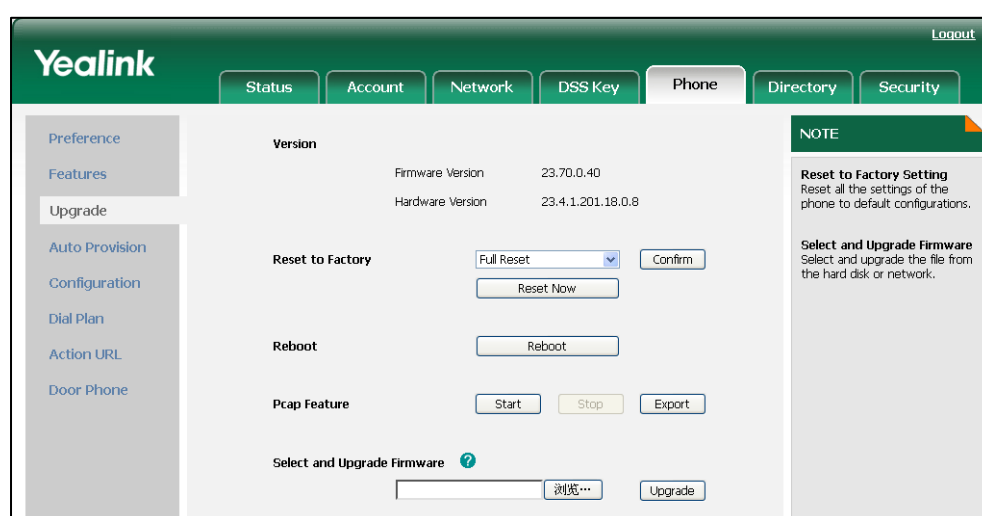 Logout
Yealink
Status Account Network DSS Key Phone Directory Security
Preference
Features
Upgrade
Auto Provision
Configuration
Dial Plan
Action URL
Door Phone
Version
Firmware Version 23.70.0.40
Hardware Version 23.4.1.201.18.0.8
Reset to Factory Full Reset Confirm
Reset Now
Reboot Reboot
Pcap Feature Start Stop Export
Select and Upgrade Firmware ?
浏览… Upgrade
NOTE
Reset to Factory Setting
Reset all the settings of the
phone to default configurations.
Select and Upgrade Firmware
Select and upgrade the file from
the hard disk or network.